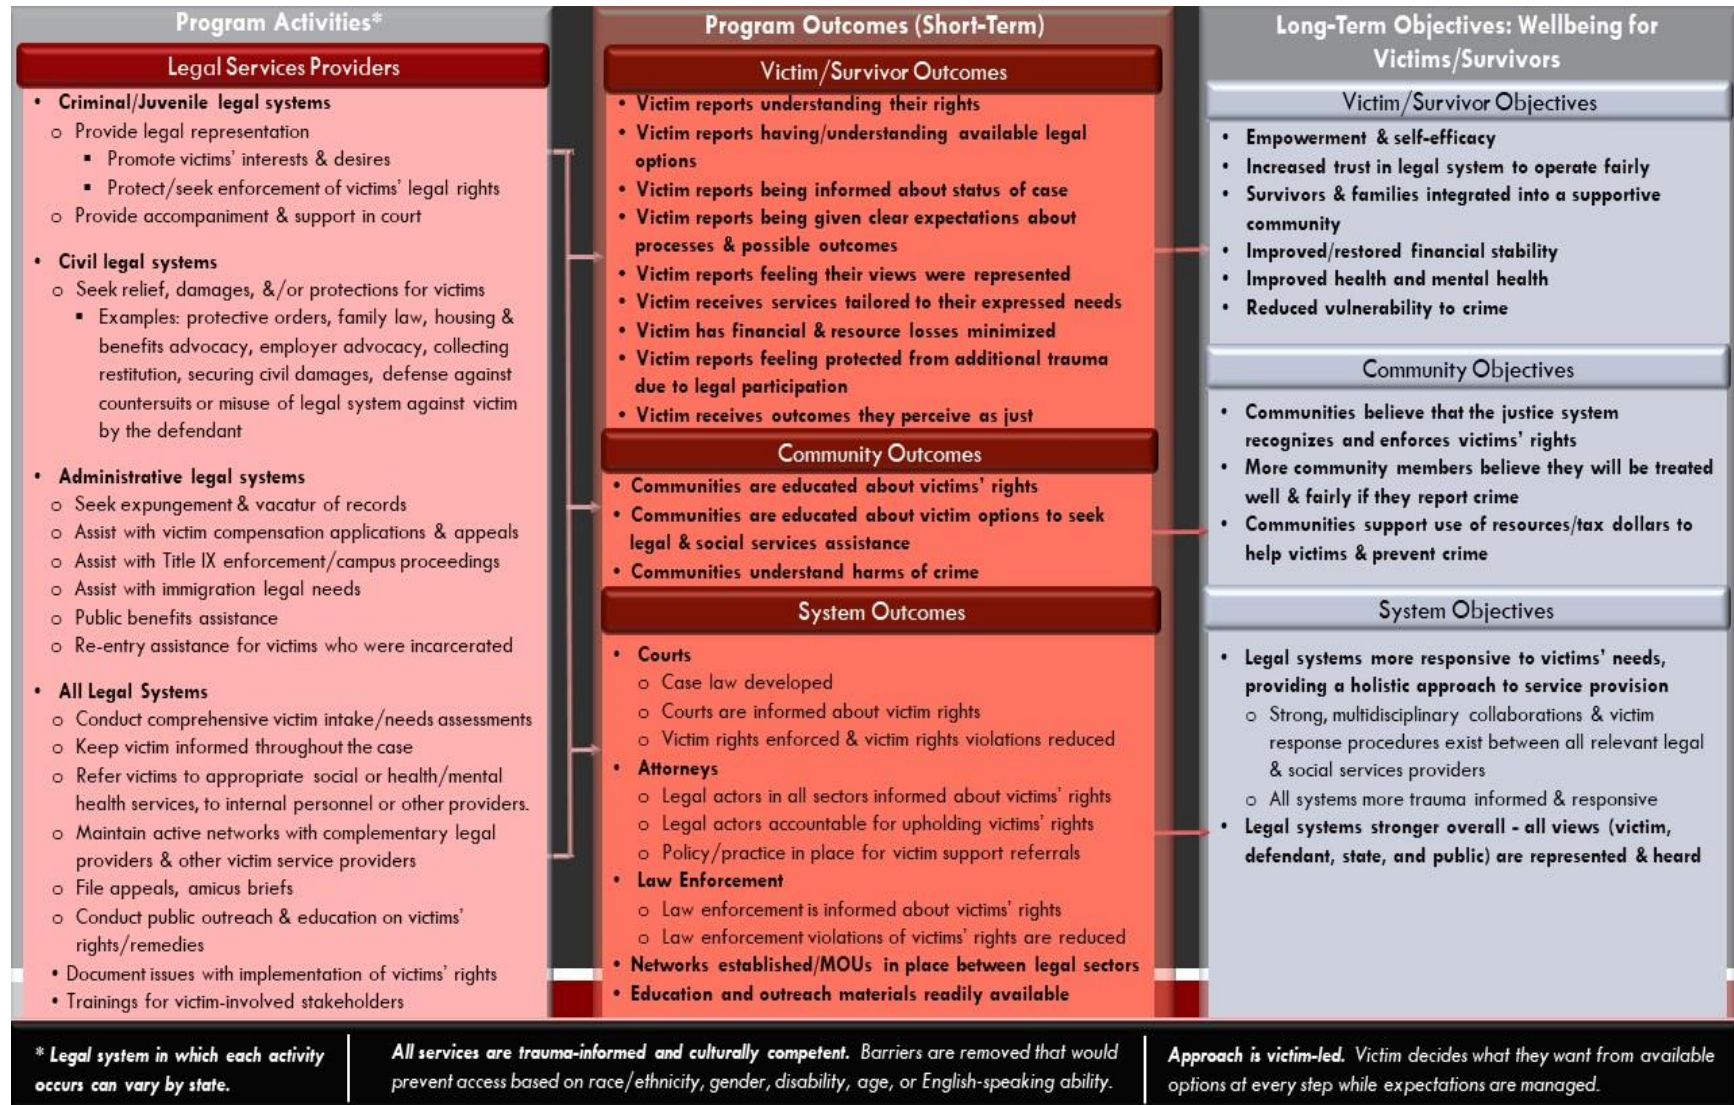 Program Activities*
Legal Services Providers
• Criminal/Juvenile legal systems
o Provide legal representation
▪ Promote victims' interests & desires
▪ Protect/seek enforcement of victims' legal rights
o Provide accompaniment & support in court
• Civil legal systems
o Seek relief, damages, &/or protections for victims
▪ Examples: protective orders, family law, housing &
benefits advocacy, employer advocacy, collecting
restitution, securing civil damages, defense against
countersuits or misuse of legal system against victim
by the defendant
• Administrative legal systems
o Seek expungement & vacatur of records
o Assist with victim compensation applications & appeals
o Assist with Title IX enforcement/campus proceedings
o Assist with immigration legal needs
o Public benefits assistance
o Re-entry assistance for victims who were incarcerated
• All Legal Systems
o Conduct comprehensive victim intake/needs assessments
o Keep victim informed throughout the case
o Refer victims to appropriate social or health/mental
health services, to internal personnel or other providers.
o Maintain active networks with complementary legal
providers & other victim service providers
o File appeals, amicus briefs
o Conduct public outreach & education on victims'
rights/remedies
• Document issues with implementation of victims' rights
• Trainings for victim-involved stakeholders
Program Outcomes (Short-Term)
Victim/Survivor Outcomes
• Victim reports understanding their rights
• Victim reports having/understanding available legal
options
• Victim reports being informed about status of case
• Victim reports being given clear expectations about
processes & possible outcomes
• Victim reports feeling their views were represented
• Victim receives services tailored to their expressed needs
• Victim has financial & resource losses minimized
• Victim reports feeling protected from additional trauma
due to legal participation
• Victim receives outcomes they perceive as just
Community Outcomes
• Communities are educated about victims' rights
• Communities are educated about victim options to seek
legal & social services assistance
• Communities understand harms of crime
System Outcomes
• Courts
o Case law developed
o Courts are informed about victim rights
o Victim rights enforced & victim rights violations reduced
• Attorneys
o Legal actors in all sectors informed about victims' rights
o Legal actors accountable for upholding victims' rights
o Policy/practice in place for victim support referrals
• Law Enforcement
o Law enforcement is informed about victims' rights
o Law enforcement violations of victims' rights are reduced
• Networks established/MOUs in place between legal sectors
• Education and outreach materials readily available
Long-Term Objectives: Wellbeing for
Victims/Survivors
Victim/Survivor Objectives
• Empowerment & self-efficacy
• Increased trust in legal system to operate fairly
• Survivors & families integrated into a supportive
community
• Improved/restored financial stability
• Improved health and mental health
• Reduced vulnerability to crime
Community Objectives
• Communities believe that the justice system
recognizes and enforces victims' rights
• More community members believe they will be treated
well & fairly if they report crime
• Communities support use of resources/tax dollars to
help victims & prevent crime
System Objectives
• Legal systems more responsive to victims' needs,
providing a holistic approach to service provision
o Strong, multidisciplinary collaborations & victim
response procedures exist between all relevant legal
& social services providers
o All systems more trauma informed & responsive
• Legal systems stronger overall - all views (victim,
defendant, state, and public) are represented & heard
* Legal system in which each activity
occurs can vary by state.
All services are trauma-informed and culturally competent. Barriers are removed that would
prevent access based on race/ethnicity, gender, disability, age, or English-speaking ability.
Approach is victim-led. Victim decides what they want from available
options at every step while expectations are managed.